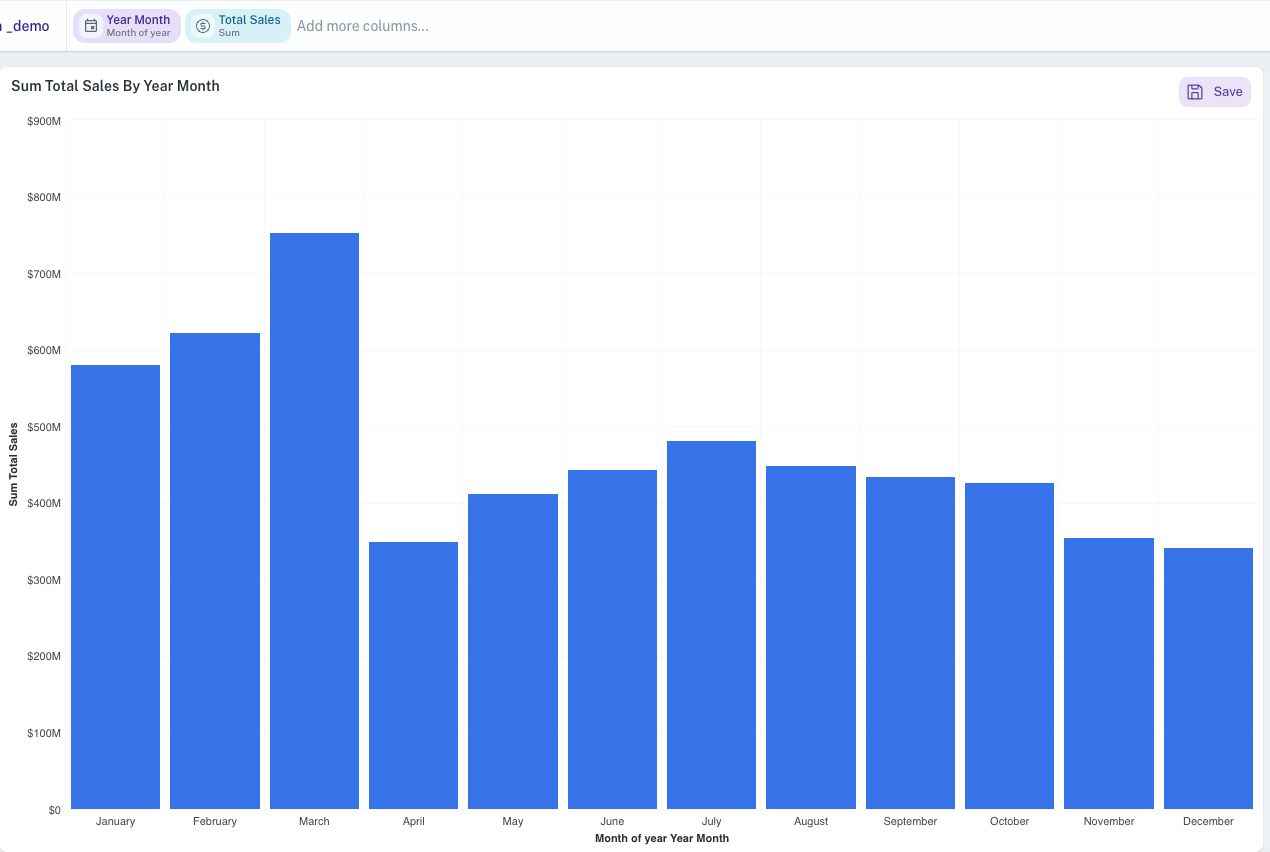 _demo
Year Month
Month of year
Total Sales
Sum
Add more columns...
Sum Total Sales By Year Month
Save
$900M
$800M
$700M
$600M
$500M
$400M
$300M
$200M
$100M
$0
Sum Total Sales
January February March April May June July August September October November December
Month of year Year Month